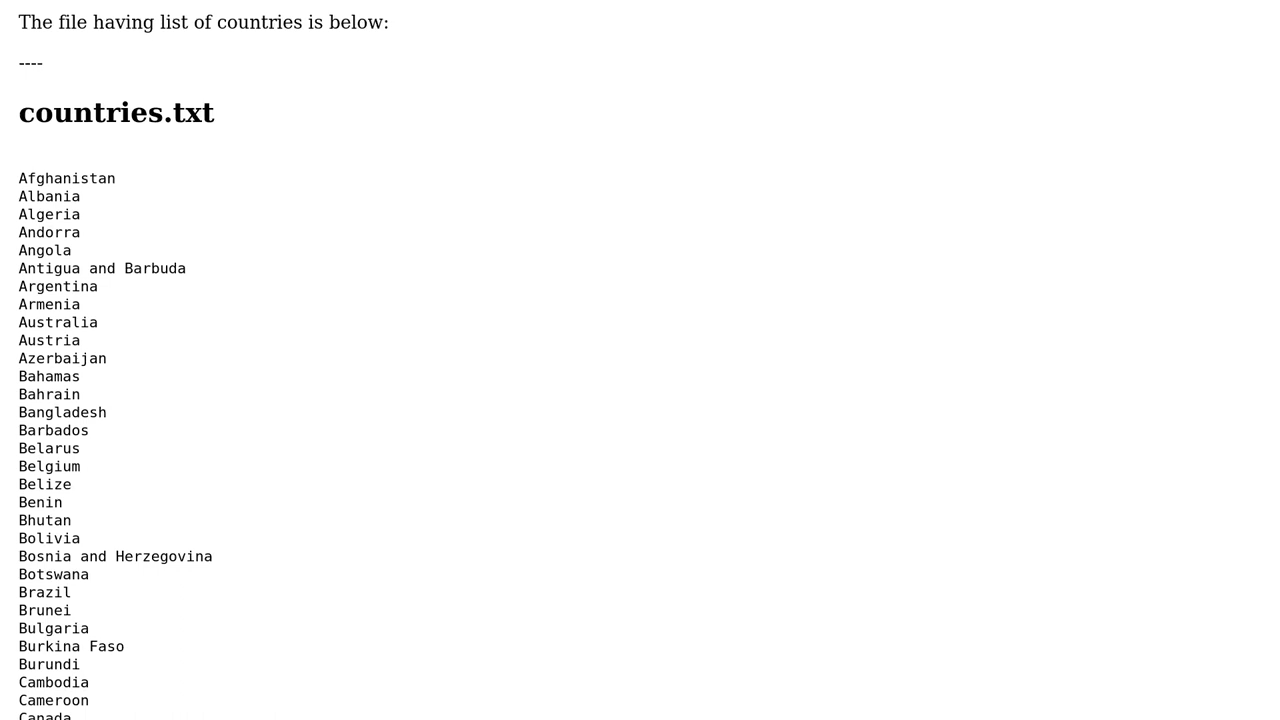 The file having list of countries is below:
----
countries.txt
Afghanistan
Albania
Algeria
Andorra
Angola
Antigua and Barbuda
Argentina
Armenia
Australia
Austria
Azerbaijan
Bahamas
Bahrain
Bangladesh
Barbados
Belarus
Belgium
Belize
Benin
Bhutan
Bolivia
Bosnia and Herzegovina
Botswana
Brazil
Brunei
Bulgaria
Burkina Faso
Burundi
Cambodia
Cameroon
Canada